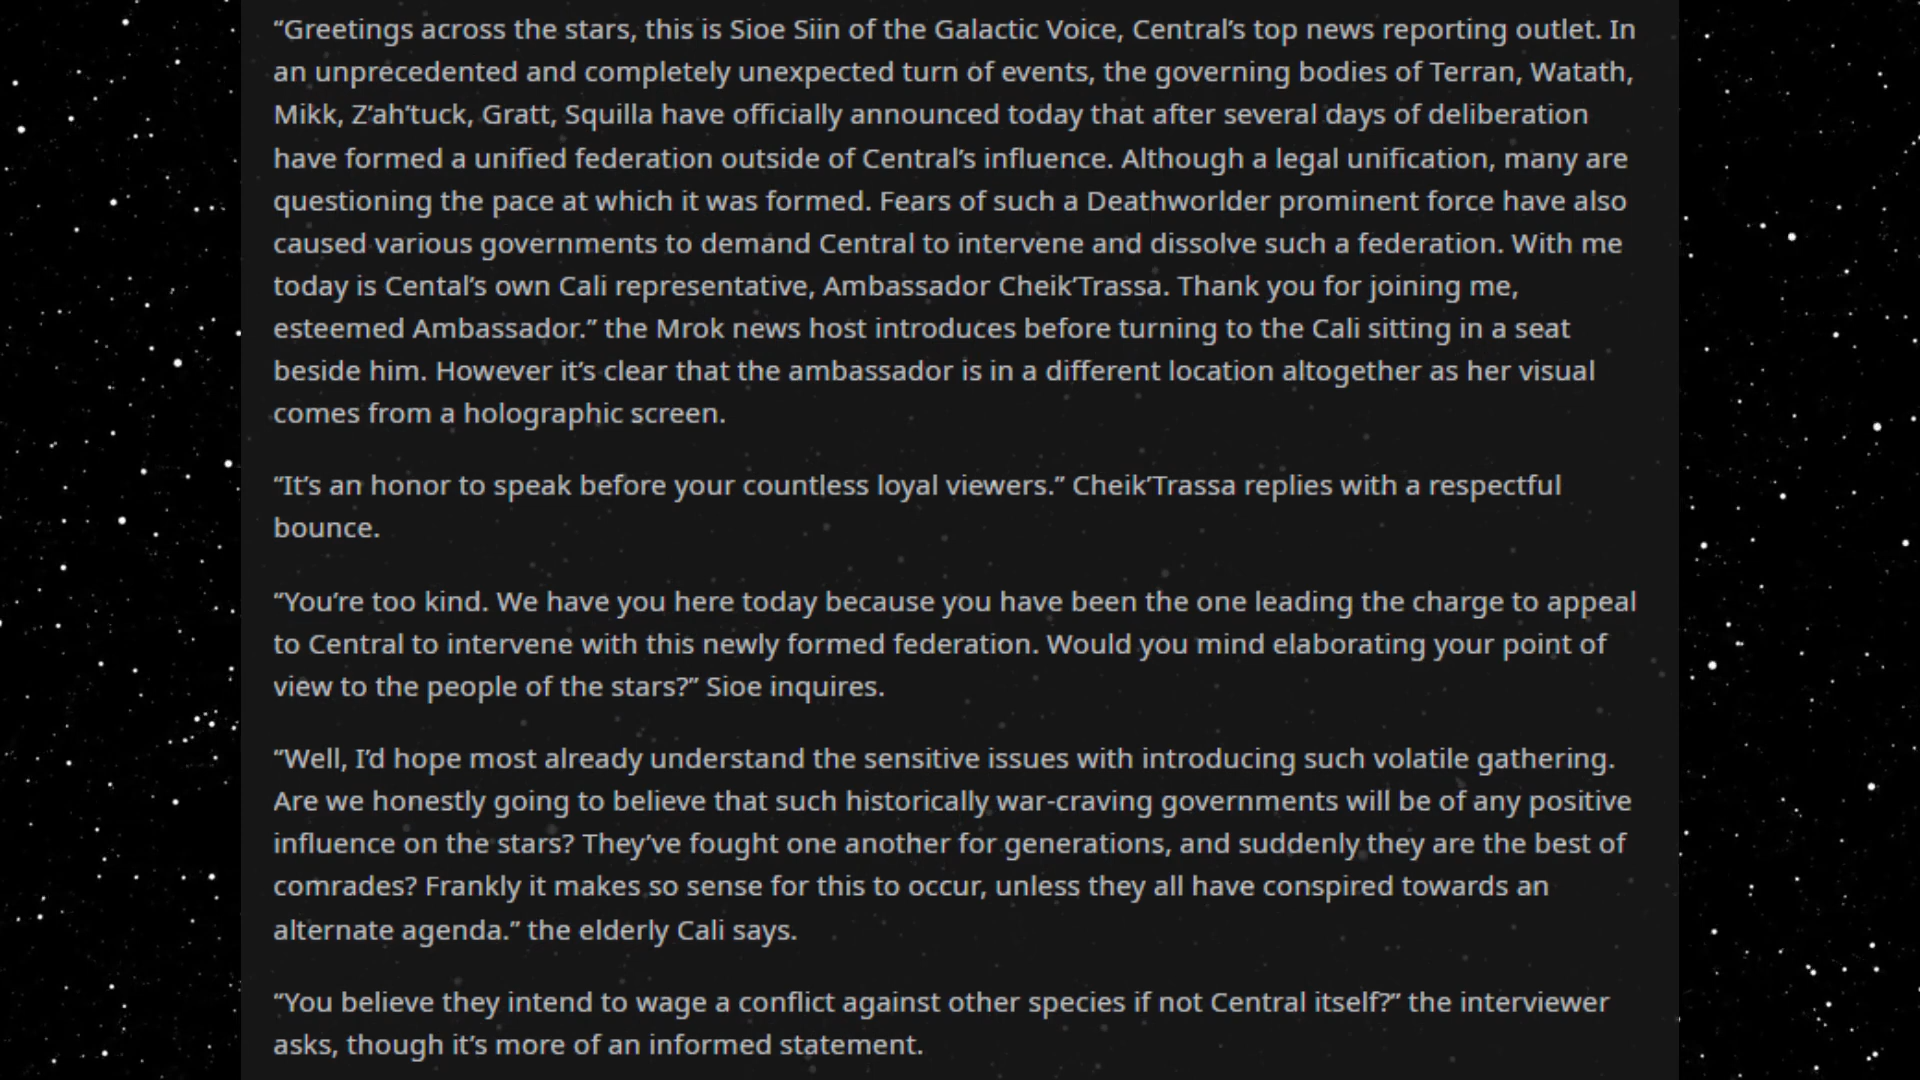 “Greetings across the stars, this is Sioe Siin of the Galactic Voice, Central’s top news reporting outlet. In
an unprecedented and completely unexpected turn of events, the governing bodies of Terran, Watath,
Mikk, Z’ah’tuck, Gratt, Squilla have officially announced today that after several days of deliberation
have formed a unified federation outside of Central’s influence. Although a legal unification, many are
questioning the pace at which it was formed. Fears of such a Deathworlder prominent force have also
caused various governments to demand Central to intervene and dissolve such a federation. With me
today is Cental’s own Cali representative, Ambassador Cheik’Trassa. Thank you for joining me,
esteemed Ambassador.” the Mrok news host introduces before turning to the Cali sitting in a seat
beside him. However it’s clear that the ambassador is in a different location altogether as her visual
comes from a holographic screen.
“It’s an honor to speak before your countless loyal viewers.” Cheik’Trassa replies with a respectful
bounce.
“You’re too kind. We have you here today because you have been the one leading the charge to appeal
to Central to intervene with this newly formed federation. Would you mind elaborating your point of
view to the people of the stars?” Sioe inquires.
“Well, I’d hope most already understand the sensitive issues with introducing such volatile gathering.
Are we honestly going to believe that such historically war-craving governments will be of any positive
influence on the stars? They’ve fought one another for generations, and suddenly they are the best of
comrades? Frankly it makes so sense for this to occur, unless they all have conspired towards an
alternate agenda.” the elderly Cali says.
“You believe they intend to wage a conflict against other species if not Central itself?” the interviewer
asks, though it’s more of an informed statement.